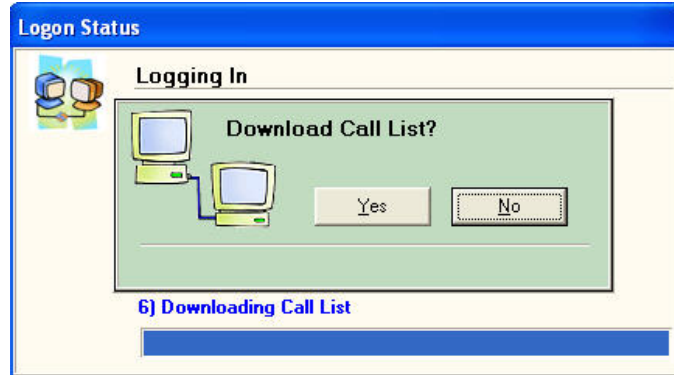 Logon Status
Logging In
Download Call List?
Yes No
6) Downloading Call List